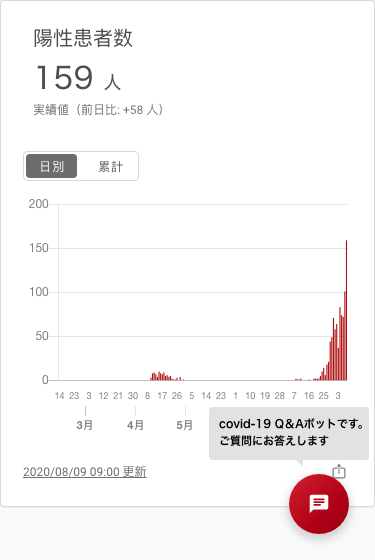 陽性患者数
159 人
実績値（前日比: +58 人）
日別 累計
200
150
100
50
0
14 23 3 12 21 30 8 17 26 5 14 23 1 10 19 28 7 16 25 3
3月 4月 5月
covid-19 Q&Aボットです。
ご質問にお答えします
2020/08/09 09:00 更新